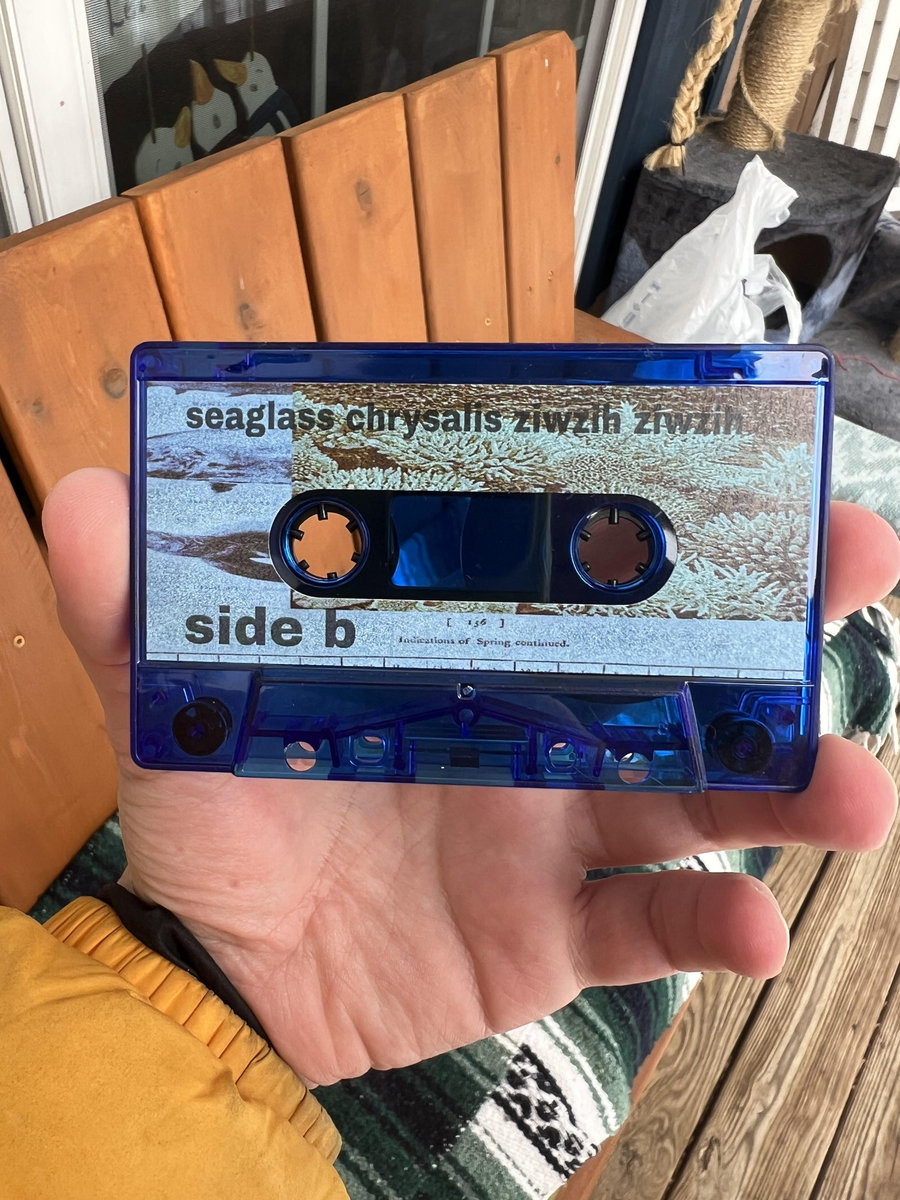 seaglass chrysalis ziwzih ziwzih
side b
[ 156 ]
Indications of Spring continued.